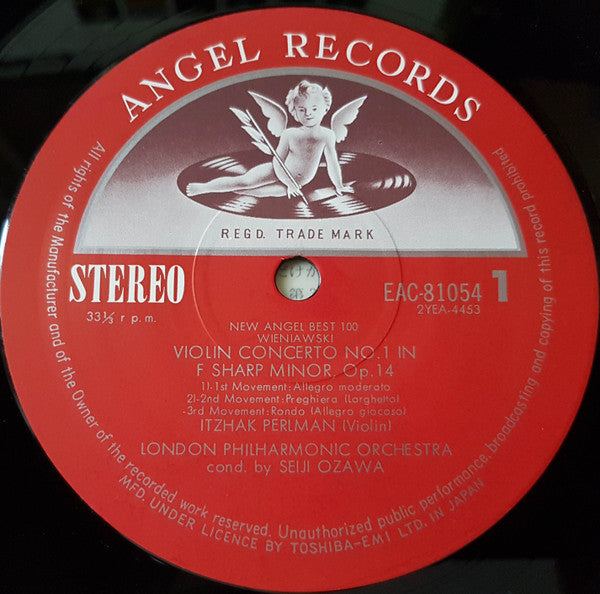 ANGEL RECORDS
REGD. TRADE MARK
STEREO
33⅓ r.p.m.
EAC-81054 1
2YEA-4453
NEW ANGEL BEST 100
WIENIAWSKI
VIOLIN CONCERTO NO.1 IN
F SHARP MINOR, Op.14
1)-1st Movement:Allegro moderato
2)-2nd Movement:Preghiera (Larghetto)
-3rd Movement:Rondo (Allegro giocoso)
ITZHAK PERLMAN (Violin)
LONDON PHILHARMONIC ORCHESTRA
cond. by SEIJI OZAWA
All rights of the Manufacturer and of the Owner of the recorded work reserved. Unauthorized public performance, broadcasting and copying of this record prohibited
MFD. UNDER LICENCE BY TOSHIBA-EMI LTD. IN JAPAN